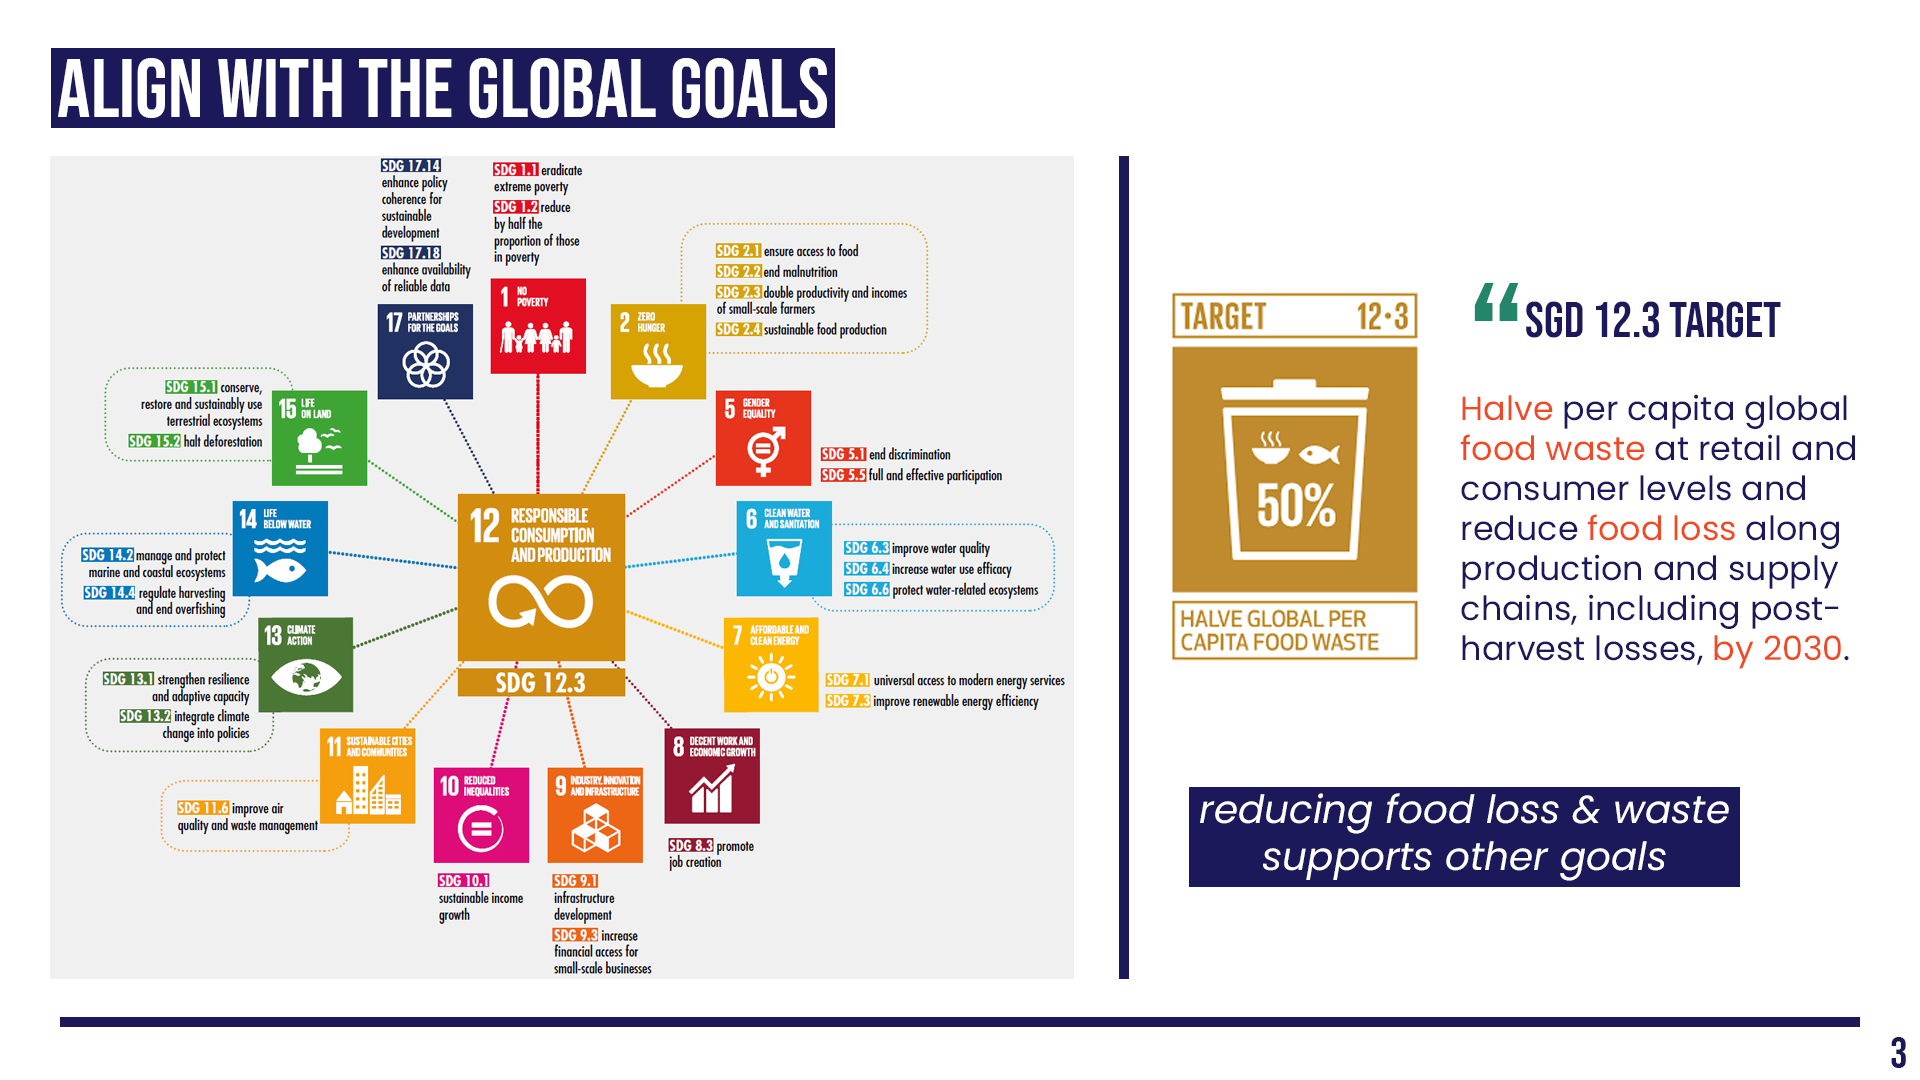 ALIGN WITH THE GLOBAL GOALS
SDG 17.14
enhance policy
coherence for
sustainable
development
SDG 17.18
enhance availability
of reliable data
SDG 1.1 eradicate
extreme poverty
SDG 1.2 reduce
by half the
proportion of those
in poverty
SDG 2.1 ensure access to food
SDG 2.2 end malnutrition
SDG 2.3 double productivity and incomes
of small-scale farmers
SDG 2.4 sustainable food production
17 PARTNERSHIPS
FOR THE GOALS
1 NO
POVERTY
2 ZERO
HUNGER
SDG 15.1 conserve,
restore and sustainably use
terrestrial ecosystems
SDG 15.2 halt deforestation
15 LIFE
ON LAND
5 GENDER
EQUALITY
SDG 5.1 end discrimination
SDG 5.5 full and effective participation
14 LIFE
BELOW WATER
SDG 14.2 manage and protect
marine and coastal ecosystems
SDG 14.4 regulate harvesting
and end overfishing
12 RESPONSIBLE
CONSUMPTION
AND PRODUCTION
SDG 12.3
6 CLEAN WATER
AND SANITATION
SDG 6.3 improve water quality
SDG 6.4 increase water use efficacy
SDG 6.6 protect water-related ecosystems
13 CLIMATE
ACTION
SDG 13.1 strengthen resilience
and adaptive capacity
SDG 13.2 integrate climate
change into policies
7 AFFORDABLE AND
CLEAN ENERGY
SDG 7.1 universal access to modern energy services
SDG 7.3 improve renewable energy efficiency
11 SUSTAINABLE CITIES
AND COMMUNITIES
SDG 11.6 improve air
quality and waste management
10 REDUCED
INEQUALITIES
SDG 10.1
sustainable income
growth
9 INDUSTRY, INNOVATION
AND INFRASTRUCTURE
SDG 9.1
infrastructure
development
SDG 9.3 increase
financial access for
small-scale businesses
8 DECENT WORK AND
ECONOMIC GROWTH
SDG 8.3 promote
job creation
TARGET 12·3
50%
HALVE GLOBAL PER
CAPITA FOOD WASTE
“SGD 12.3 TARGET
Halve per capita global
food waste at retail and
consumer levels and
reduce food loss along
production and supply
chains, including post-
harvest losses, by 2030.
reducing food loss & waste
supports other goals
3